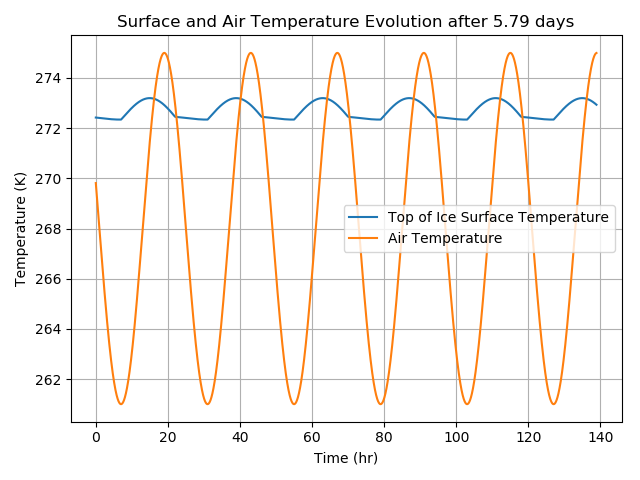 Surface and Air Temperature Evolution after 5.79 days
Temperature (K)
274
272
270
268
266
264
262
Top of Ice Surface Temperature
Air Temperature
0 20 40 60 80 100 120 140
Time (hr)